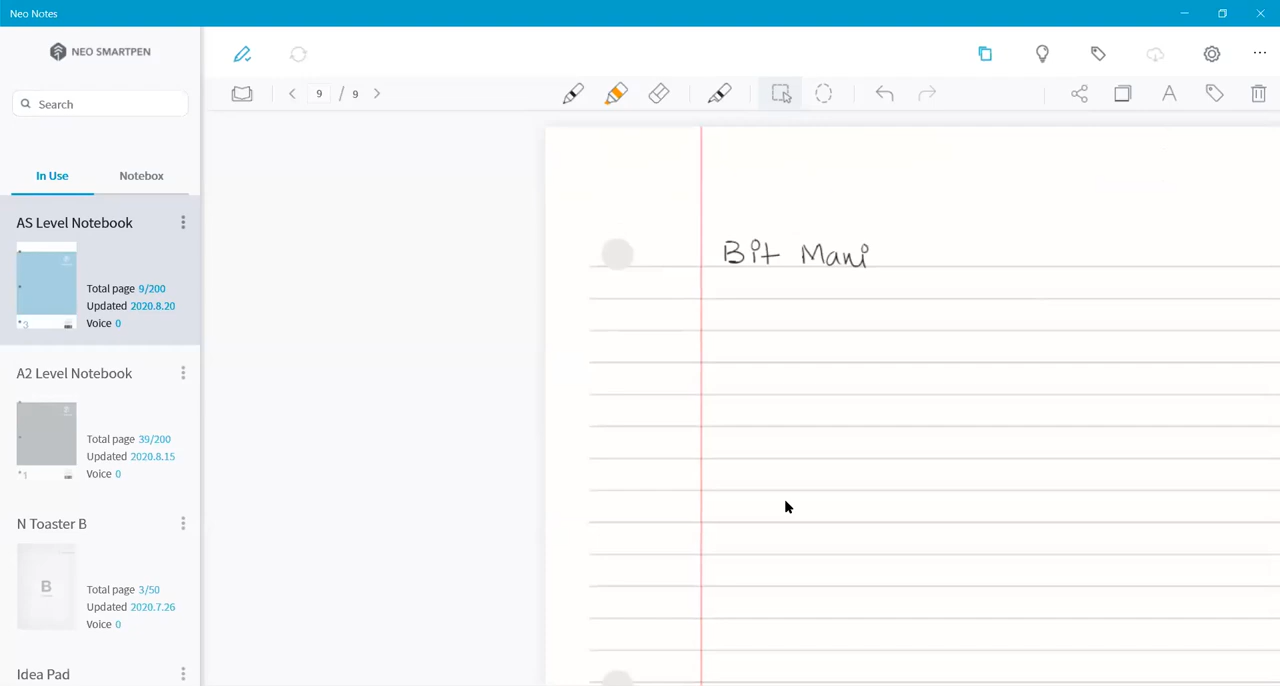 Neo Notes
NEO SMARTPEN
Search
9 / 9
In Use Notebox
AS Level Notebook
Total page 9/200
Updated 2020.8.20
Voice 0
3
A2 Level Notebook
Total page 39/200
Updated 2020.8.15
Voice 0
1
N Toaster B
B
Total page 3/50
Updated 2020.7.26
Voice 0
Idea Pad
Bit Mani